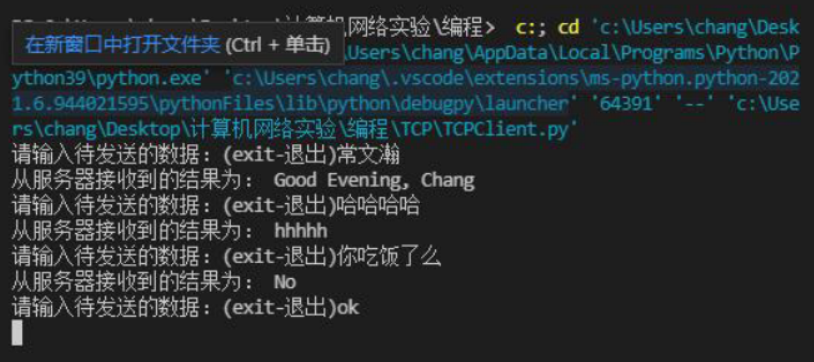 计算机网络实验\编程> c:; cd 'c:\Users\chang\Desk
在新窗口中打开文件夹 (Ctrl + 单击)
Users\chang\AppData\Local\Programs\Python\P
ython39\python.exe' 'c:\Users\chang\.vscode\extensions\ms-python.python-202
1.6.944021595\pythonFiles\lib\python\debugpy\launcher' '64391' '--' 'c:\Use
rs\chang\Desktop\计算机网络实验\编程\TCP\TCPClient.py'
请输入待发送的数据：(exit-退出)常文瀚
从服务器接收到的结果为： Good Evening, Chang
请输入待发送的数据：(exit-退出)哈哈哈哈
从服务器接收到的结果为： hhhhh
请输入待发送的数据：(exit-退出)你吃饭了么
从服务器接收到的结果为： No
请输入待发送的数据：(exit-退出)ok